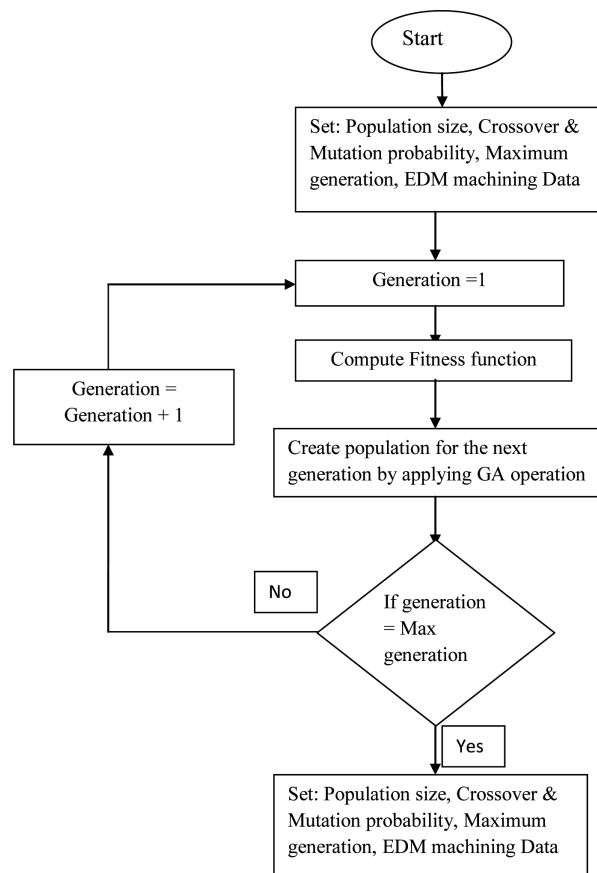 Start
Set: Population size, Crossover &
Mutation probability, Maximum
generation, EDM machining Data
Generation =1
Compute Fitness function
Generation =
Generation + 1
Create population for the next
generation by applying GA operation
No
If generation
= Max
generation
Yes
Set: Population size, Crossover &
Mutation probability, Maximum
generation, EDM machining Data